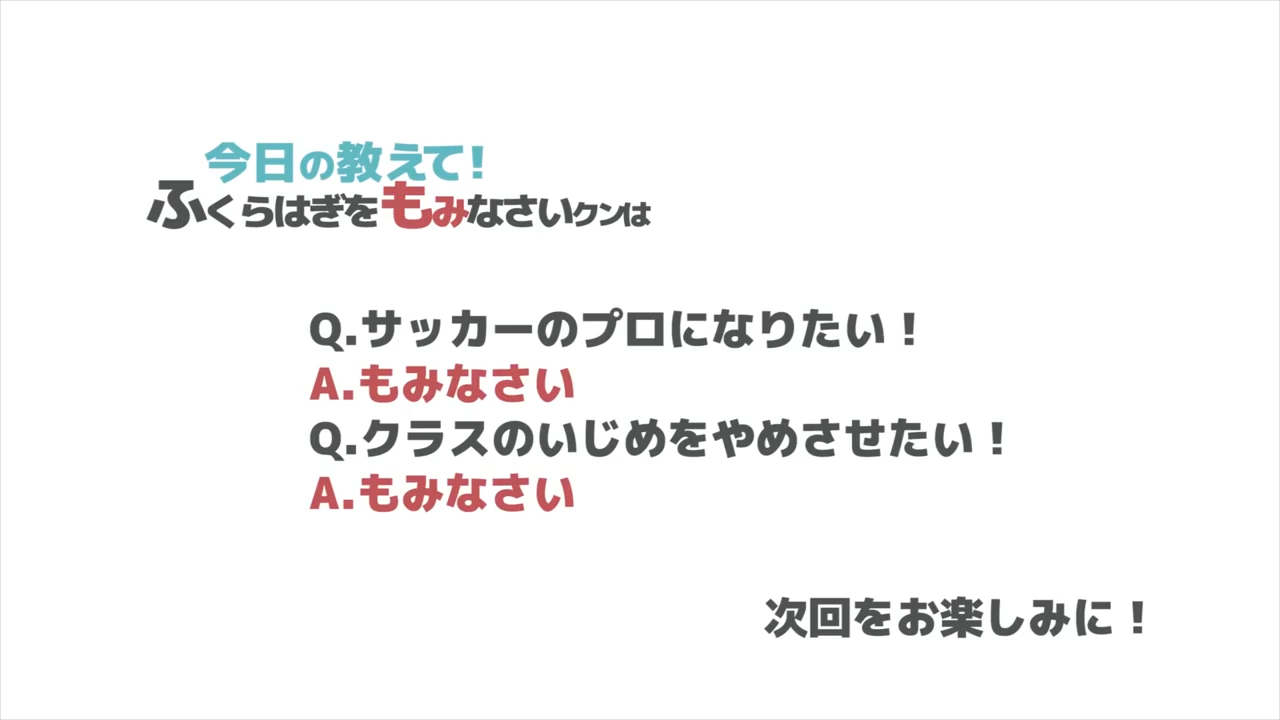 今日の教えて!
ふくらはぎをもみなさいクンは
Q.サッカーのプロになりたい！
A.もみなさい
Q.クラスのいじめをやめさせたい！
A.もみなさい
次回をお楽しみに！